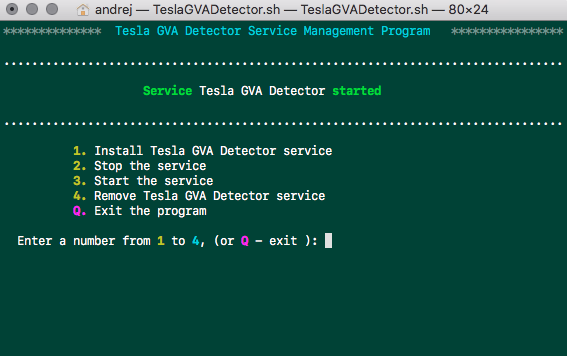 andrej — TeslaGVADetector.sh — TeslaGVADetector.sh — 80×24
************** Tesla GVA Detector Service Management Program ****************
................................................................................
Service Tesla GVA Detector started
................................................................................
1. Install Tesla GVA Detector service
2. Stop the service
3. Start the service
4. Remove Tesla GVA Detector service
Q. Exit the program
Enter a number from 1 to 4, (or Q - exit ):